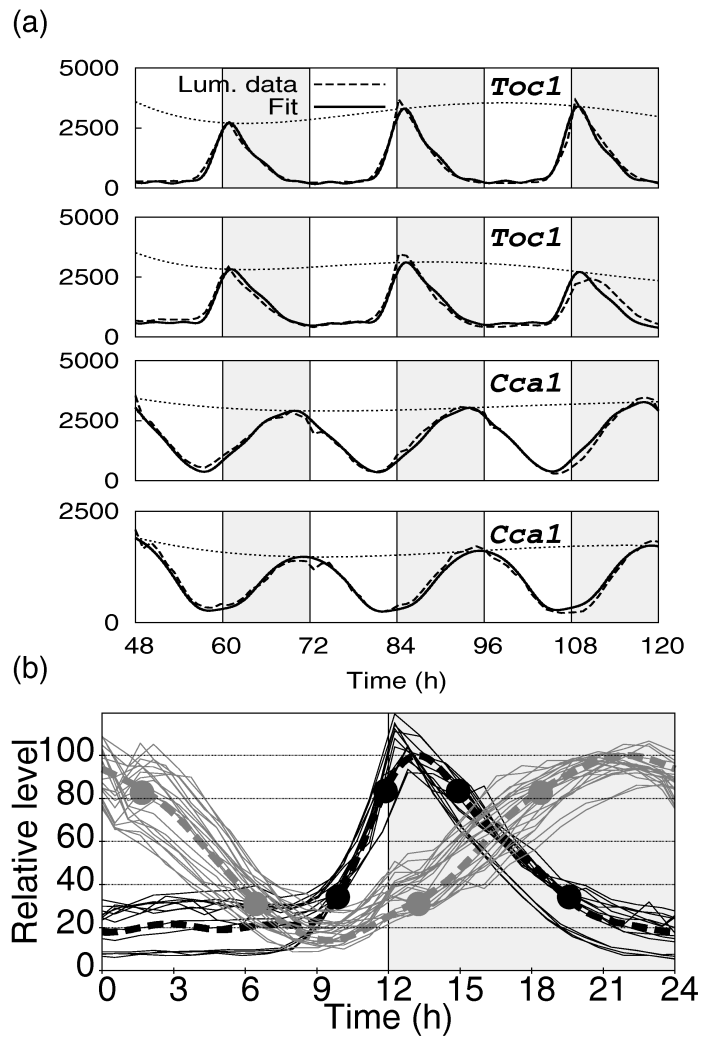 (a)
5000
2500
0
Lum. data
Fit
Toc1
5000
2500
0
Toc1
5000
2500
0
Cca1
2500
0
Cca1
48 60 72 84 96 108 120
Time (h)
(b)
Relative level
100
80
60
40
20
0
0 3 6 9 12 15 18 21 24
Time (h)